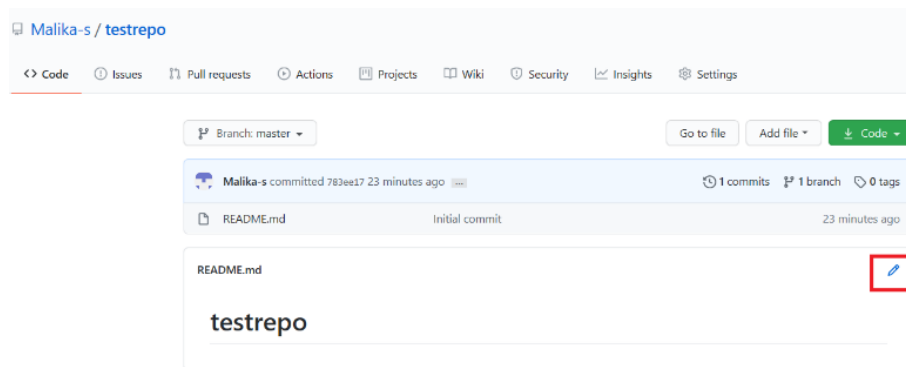 Malika-s / testrepo
<> Code Issues Pull requests Actions Projects Wiki Security Insights Settings
Branch: master Go to file Add file Code
Malika-s committed 783ee17 23 minutes ago ... 1 commits 1 branch 0 tags
README.md Initial commit 23 minutes ago
README.md
testrepo